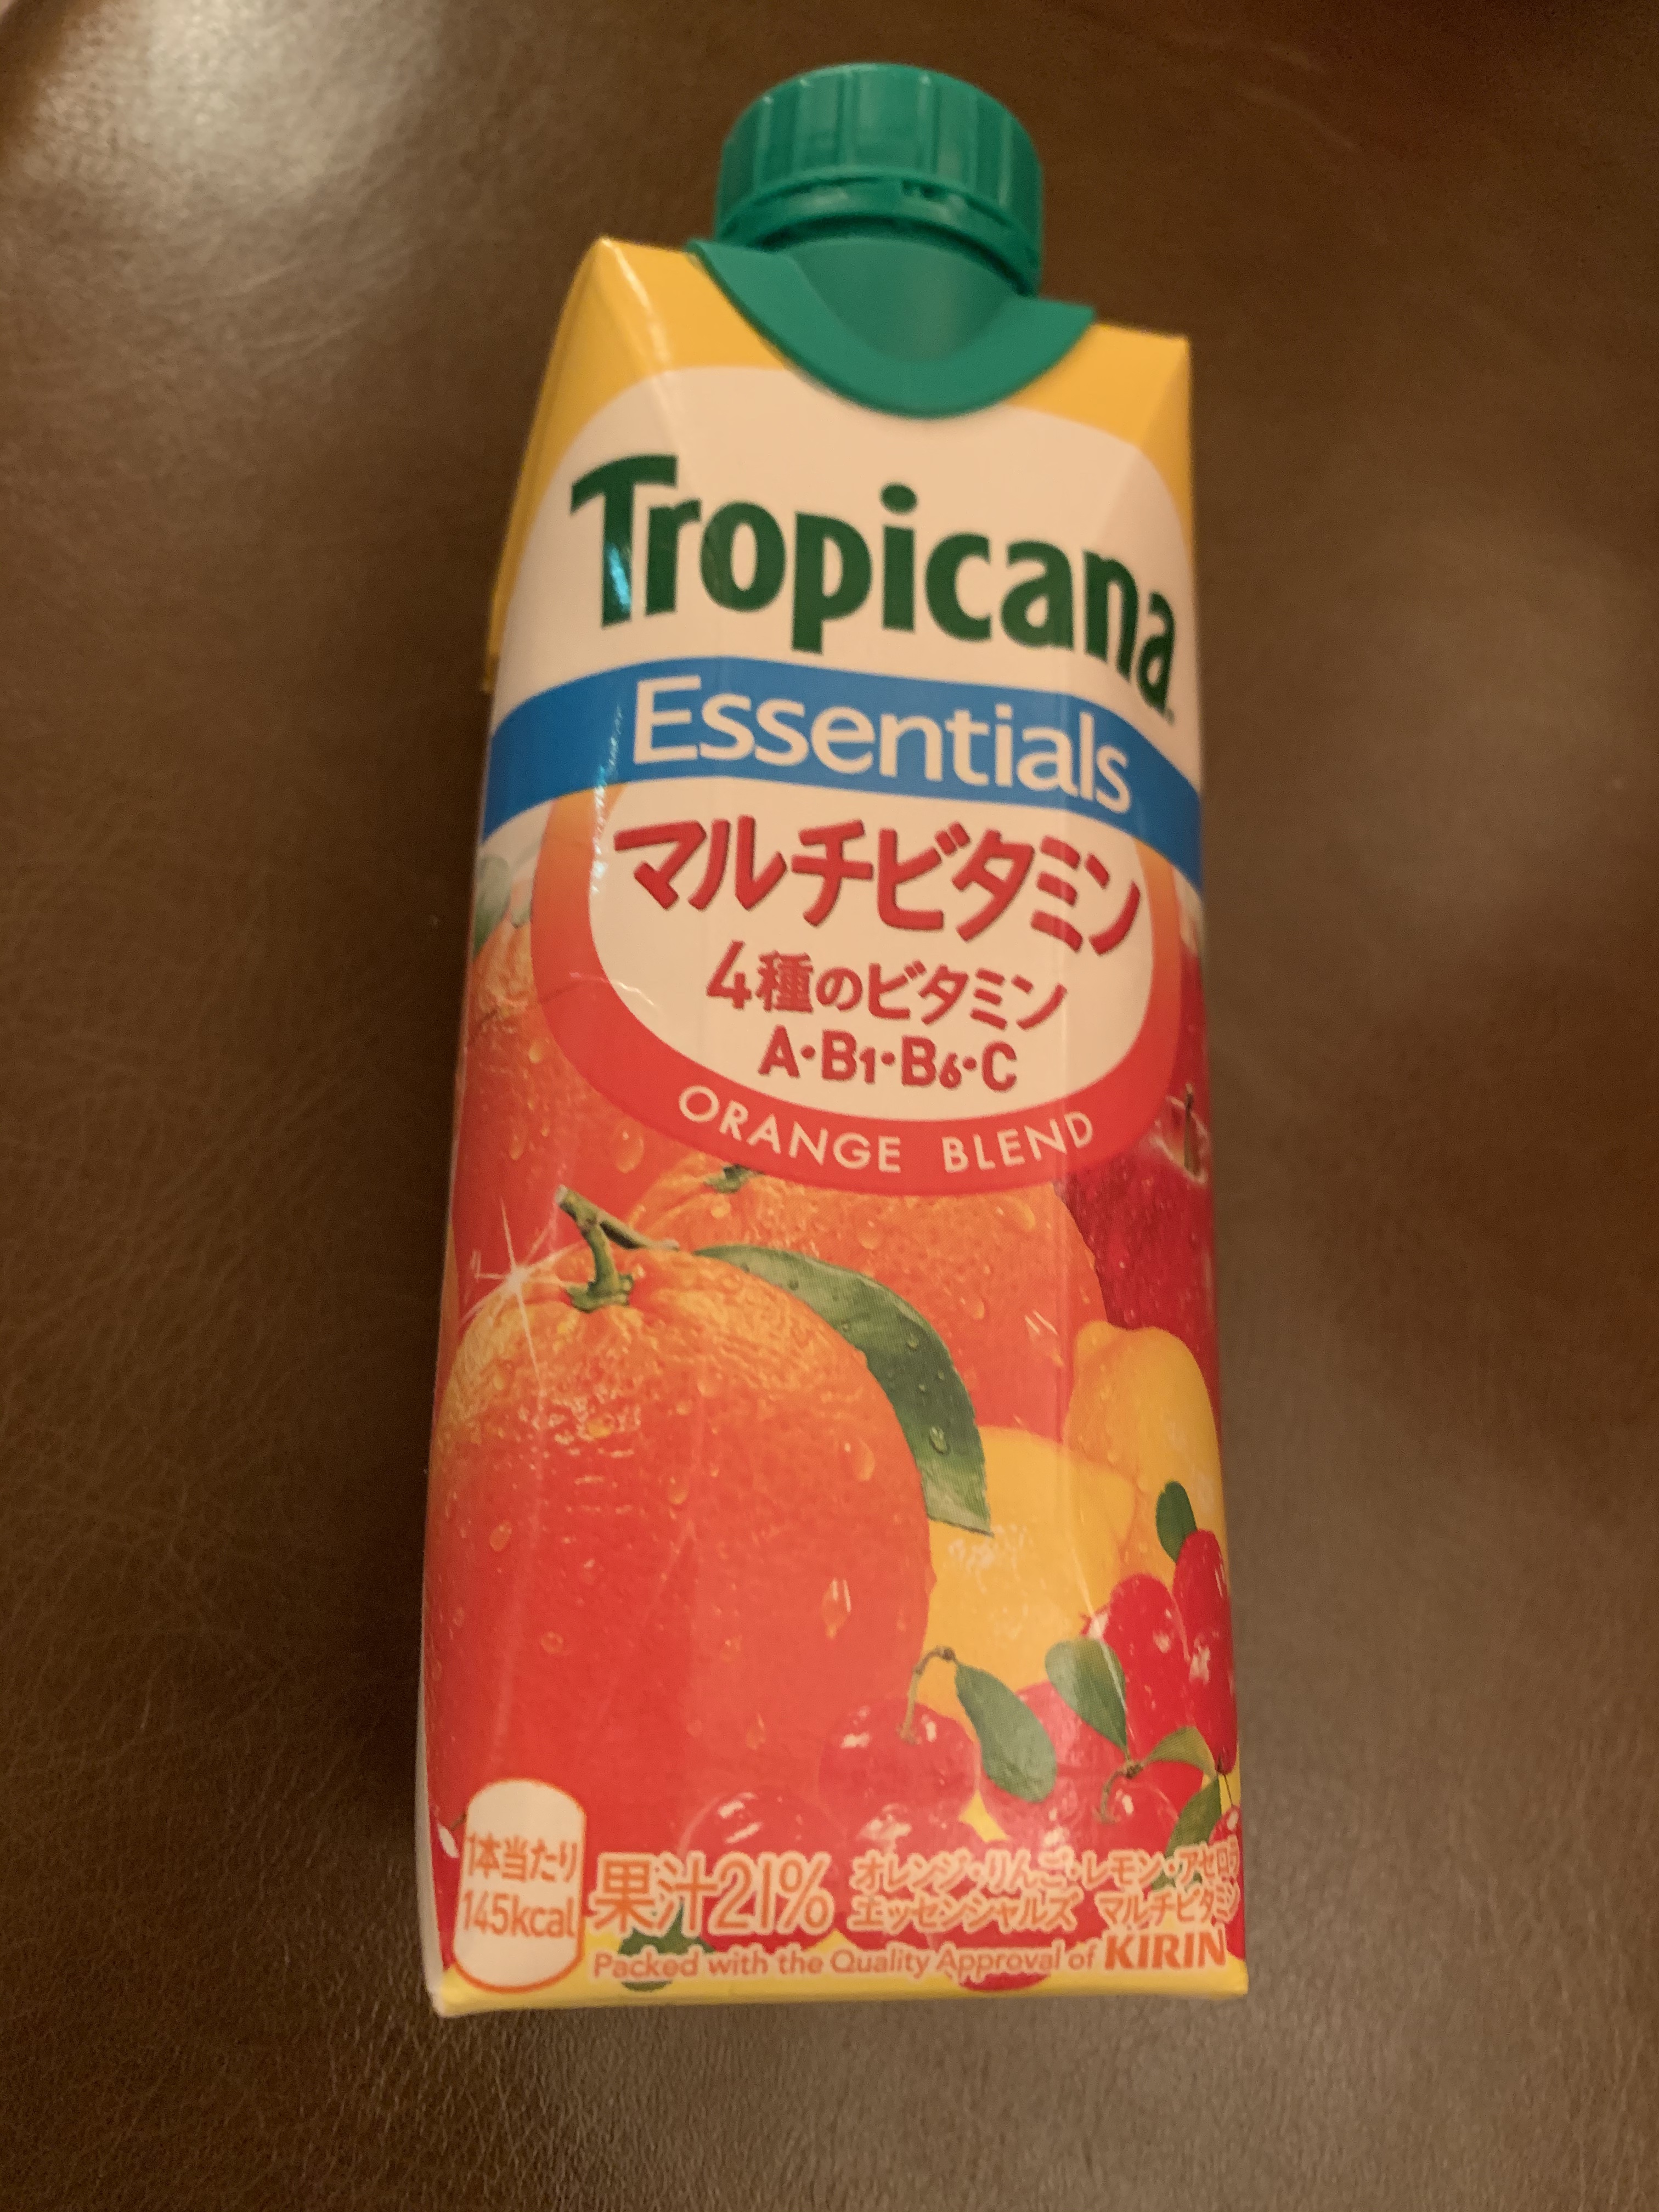 Tropicana
Essentials
マルチビタミン
4種のビタミン
A・B1・B6・C
ORANGE BLEND
1本当たり
145kcal
果汁21%
オレンジ・りんご・レモン・アセロラ
エッセンシャルズ マルチビタミン
Packed with the Quality Approval of KIRIN